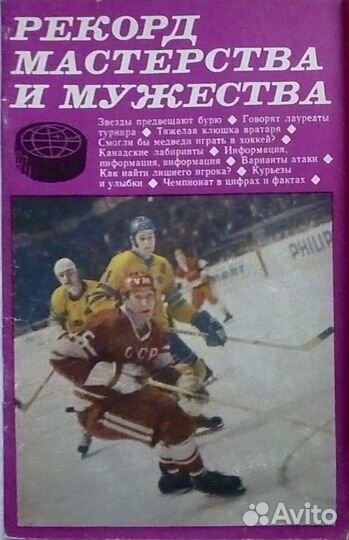 РЕКОРД
МАСТЕРСТВА
И МУЖЕСТВА
Звезды предвещают бурю ◆ Говорят лауреаты
турнира ◆ Тяжелая клюшка вратаря ◆
Смогли бы медведи играть в хоккей? ◆
Канадские лабиринты ◆ Информация,
информация, информация ◆ Варианты атаки ◆
Как найти лишнего игрока? ◆ Курьезы
и улыбки ◆ Чемпионат в цифрах и фактах ◆
PHILIP
СССР
Avito